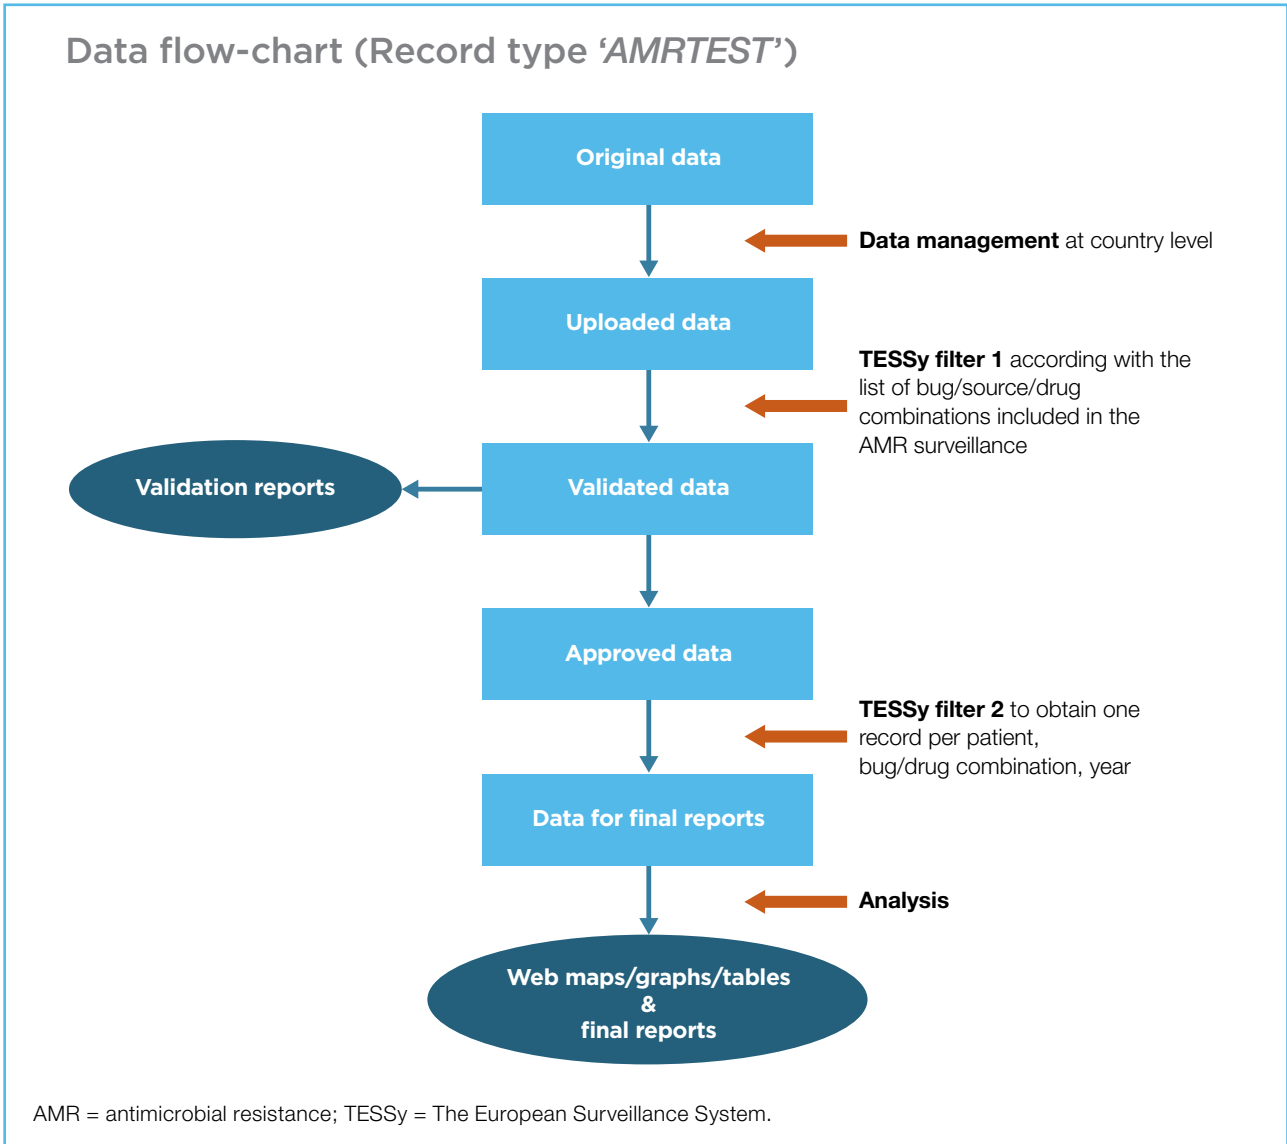 Data flow-chart (Record type ‘AMRTEST’)
Original data
Data management at country level
Uploaded data
TESSy filter 1 according with the
list of bug/source/drug
combinations included in the
AMR surveillance
Validation reports
Validated data
Approved data
TESSy filter 2 to obtain one
record per patient,
bug/drug combination, year
Data for final reports
Analysis
Web maps/graphs/tables
&
final reports
AMR = antimicrobial resistance; TESSy = The European Surveillance System.